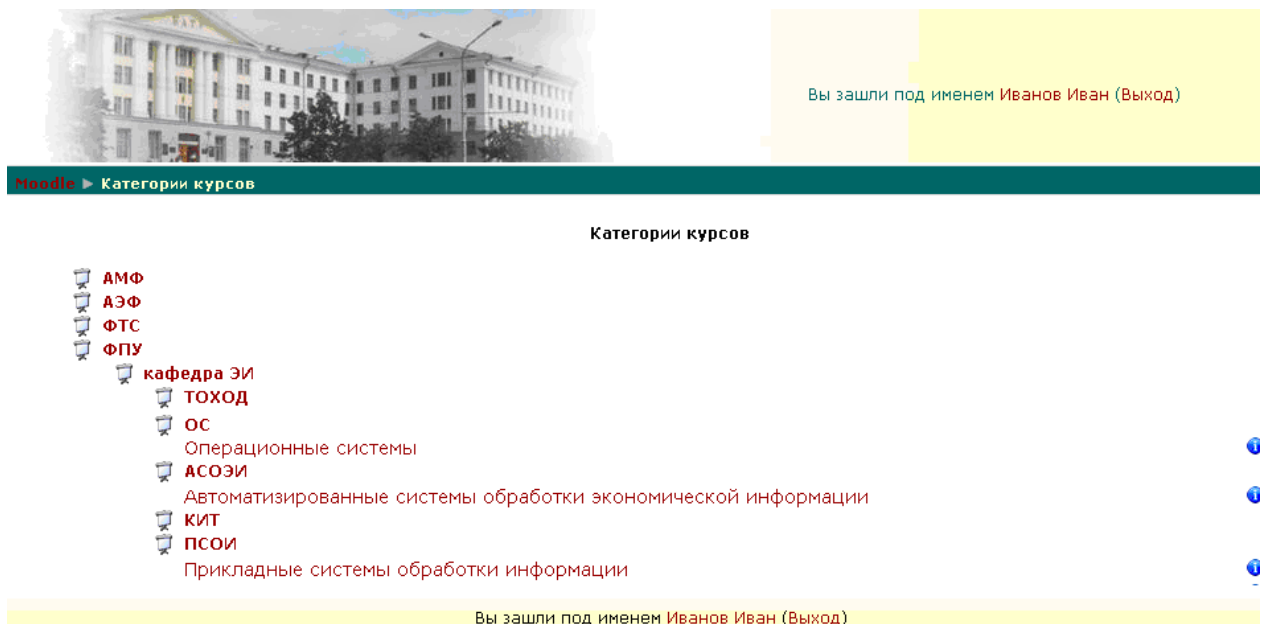 Вы зашли под именем Иванов Иван (Выход)
Moodle ► Категории курсов
Категории курсов
АМФ
АЭФ
ФТС
ФПУ
кафедра ЭИ
ТОХОД
ОС
Операционные системы
АСОЭИ
Автоматизированные системы обработки экономической информации
КИТ
ПСОИ
Прикладные системы обработки информации
Вы зашли под именем Иванов Иван (Выход)